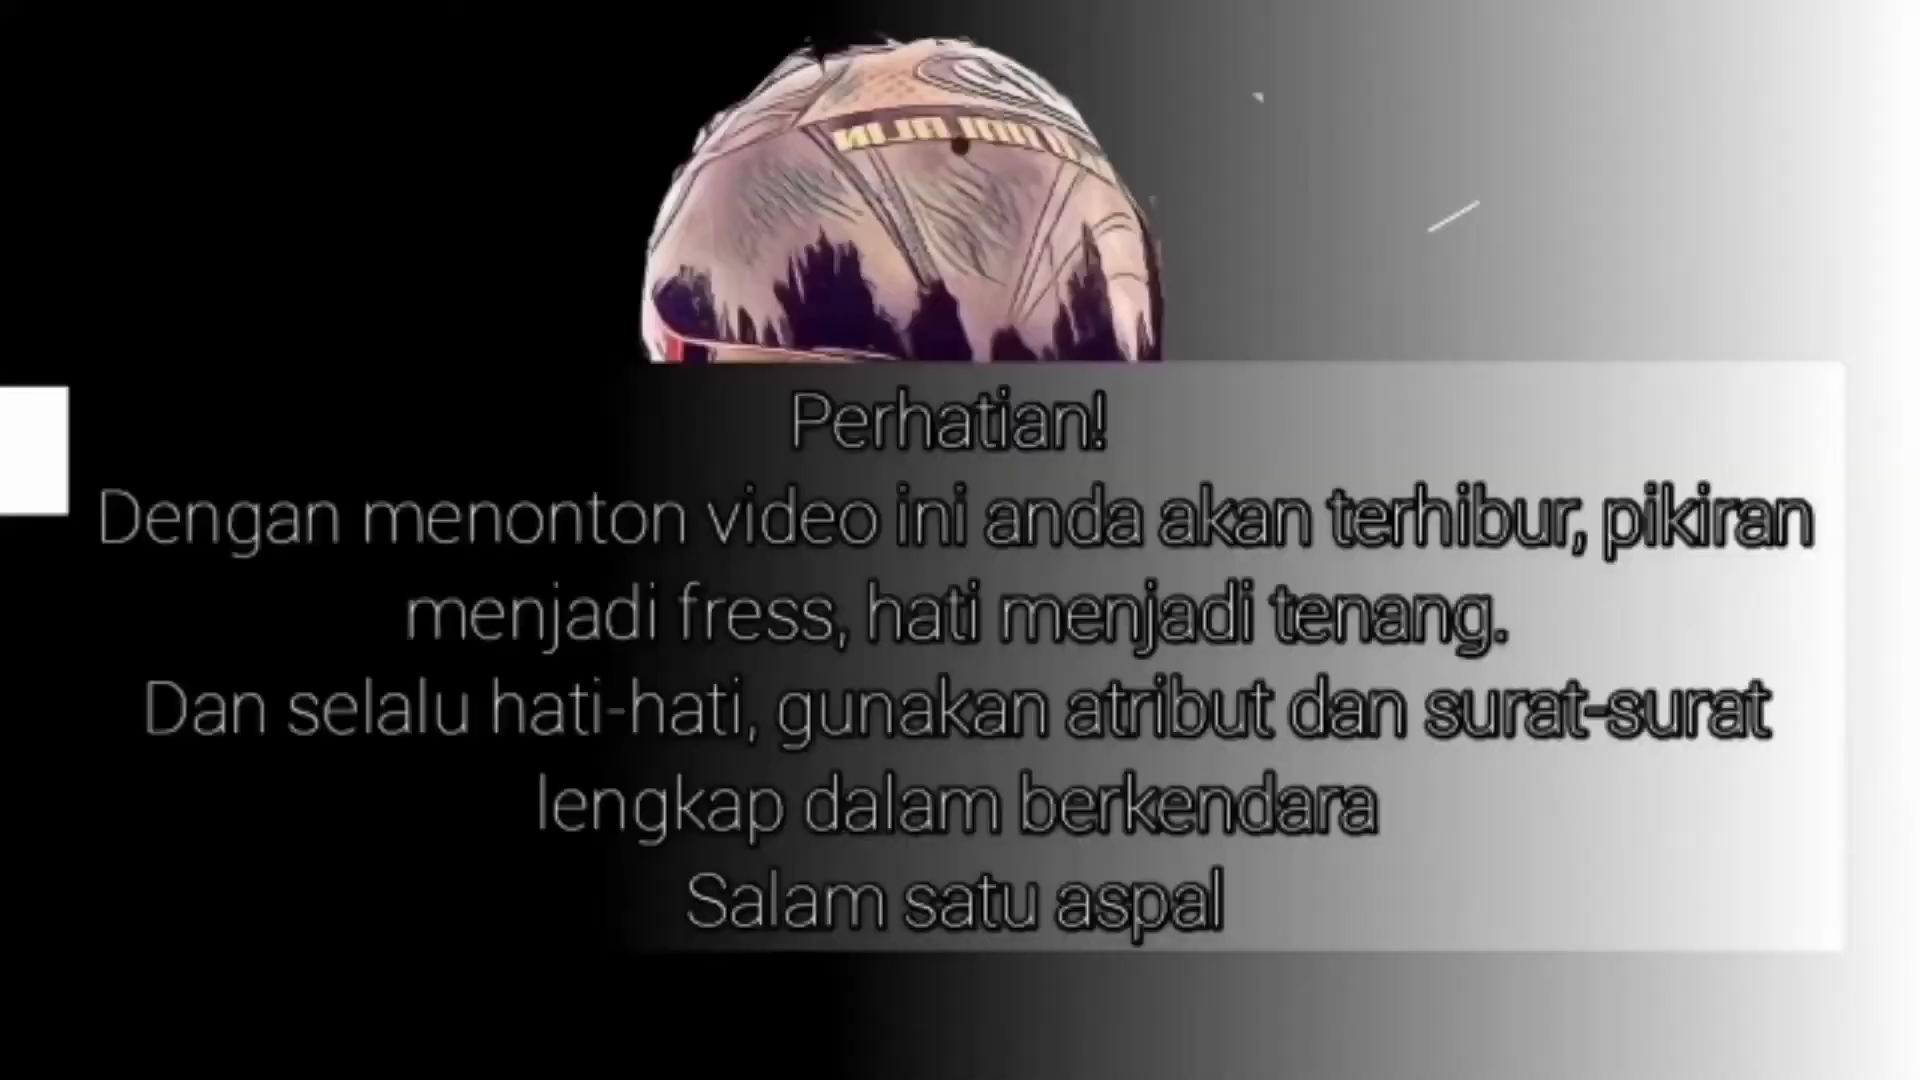 Perhatian!
Dengan menonton video ini anda akan terhibur, pikiran
menjadi fress, hati menjadi tenang.
Dan selalu hati-hati, gunakan atribut dan surat-surat
lengkap dalam berkendara
Salam satu aspal